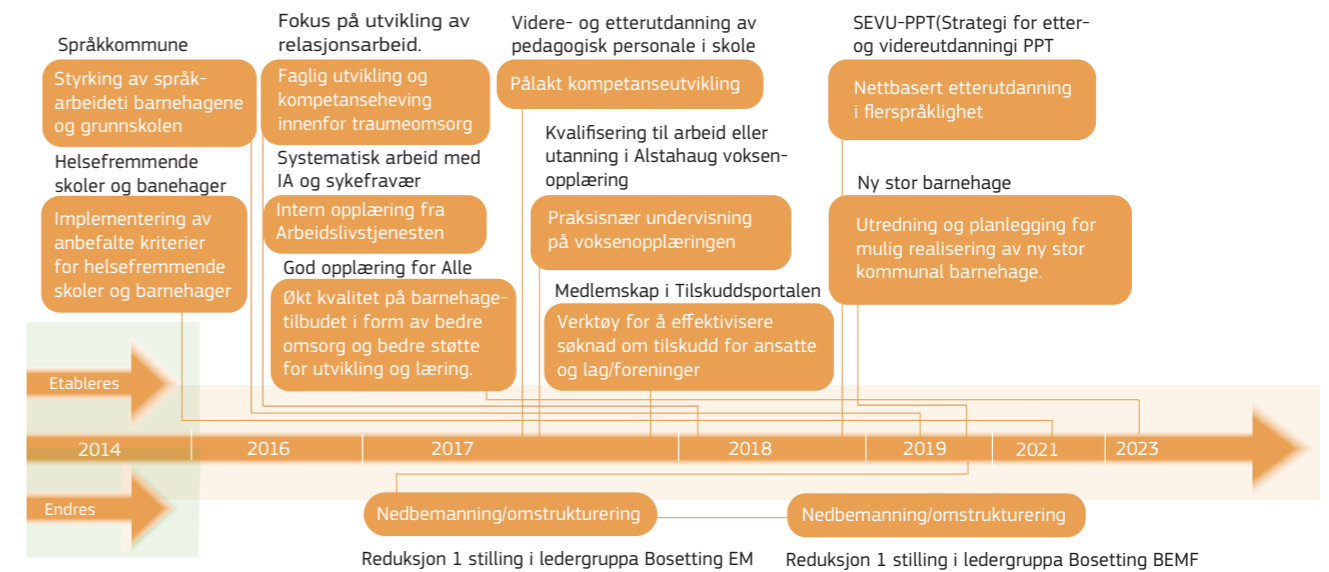 Språkkommune
Styrking av språk-
arbeideti barnehagene
og grunnskolen
Helsefremmende
skoler og banehager
Implementering av
anbefalte kriterier
for helsefremmende
skoler og barnehager
Fokus på utvikling av
relasjonsarbeid.
Faglig utvikling og
kompetanseheving
innenfor traumeomsorg
Systematisk arbeid med
IA og sykefravær
Intern opplæring fra
Arbeidslivstjenesten
God opplæring for Alle
Økt kvalitet på barnehage-
tilbudet i form av bedre
omsorg og bedre støtte
for utvikling og læring.
Videre- og etterutdanning av
pedagogisk personale i skole
Pålakt kompetanseutvikling
Kvalifisering til arbeid eller
utanning i Alstahaug voksen-
opplæring
Praksisnær undervisning
på voksenopplæringen
Medlemskap i Tilskuddsportalen
Verktøy for å effektivisere
søknad om tilskudd for ansatte
og lag/foreninger
SEVU-PPT(Strategi for etter-
og videreutdanningi PPT
Nettbasert etterutdanning
i flerspråklighet
Ny stor barnehage
Utredning og planlegging for
mulig realisering av ny stor
kommunal barnehage.
Etableres
2014 2016 2017 2018 2019 2021 2023
Endres
Nedbemanning/omstrukturering
Reduksjon 1 stilling i ledergruppa Bosetting EM
Nedbemanning/omstrukturering
Reduksjon 1 stilling i ledergruppa Bosetting BEMF